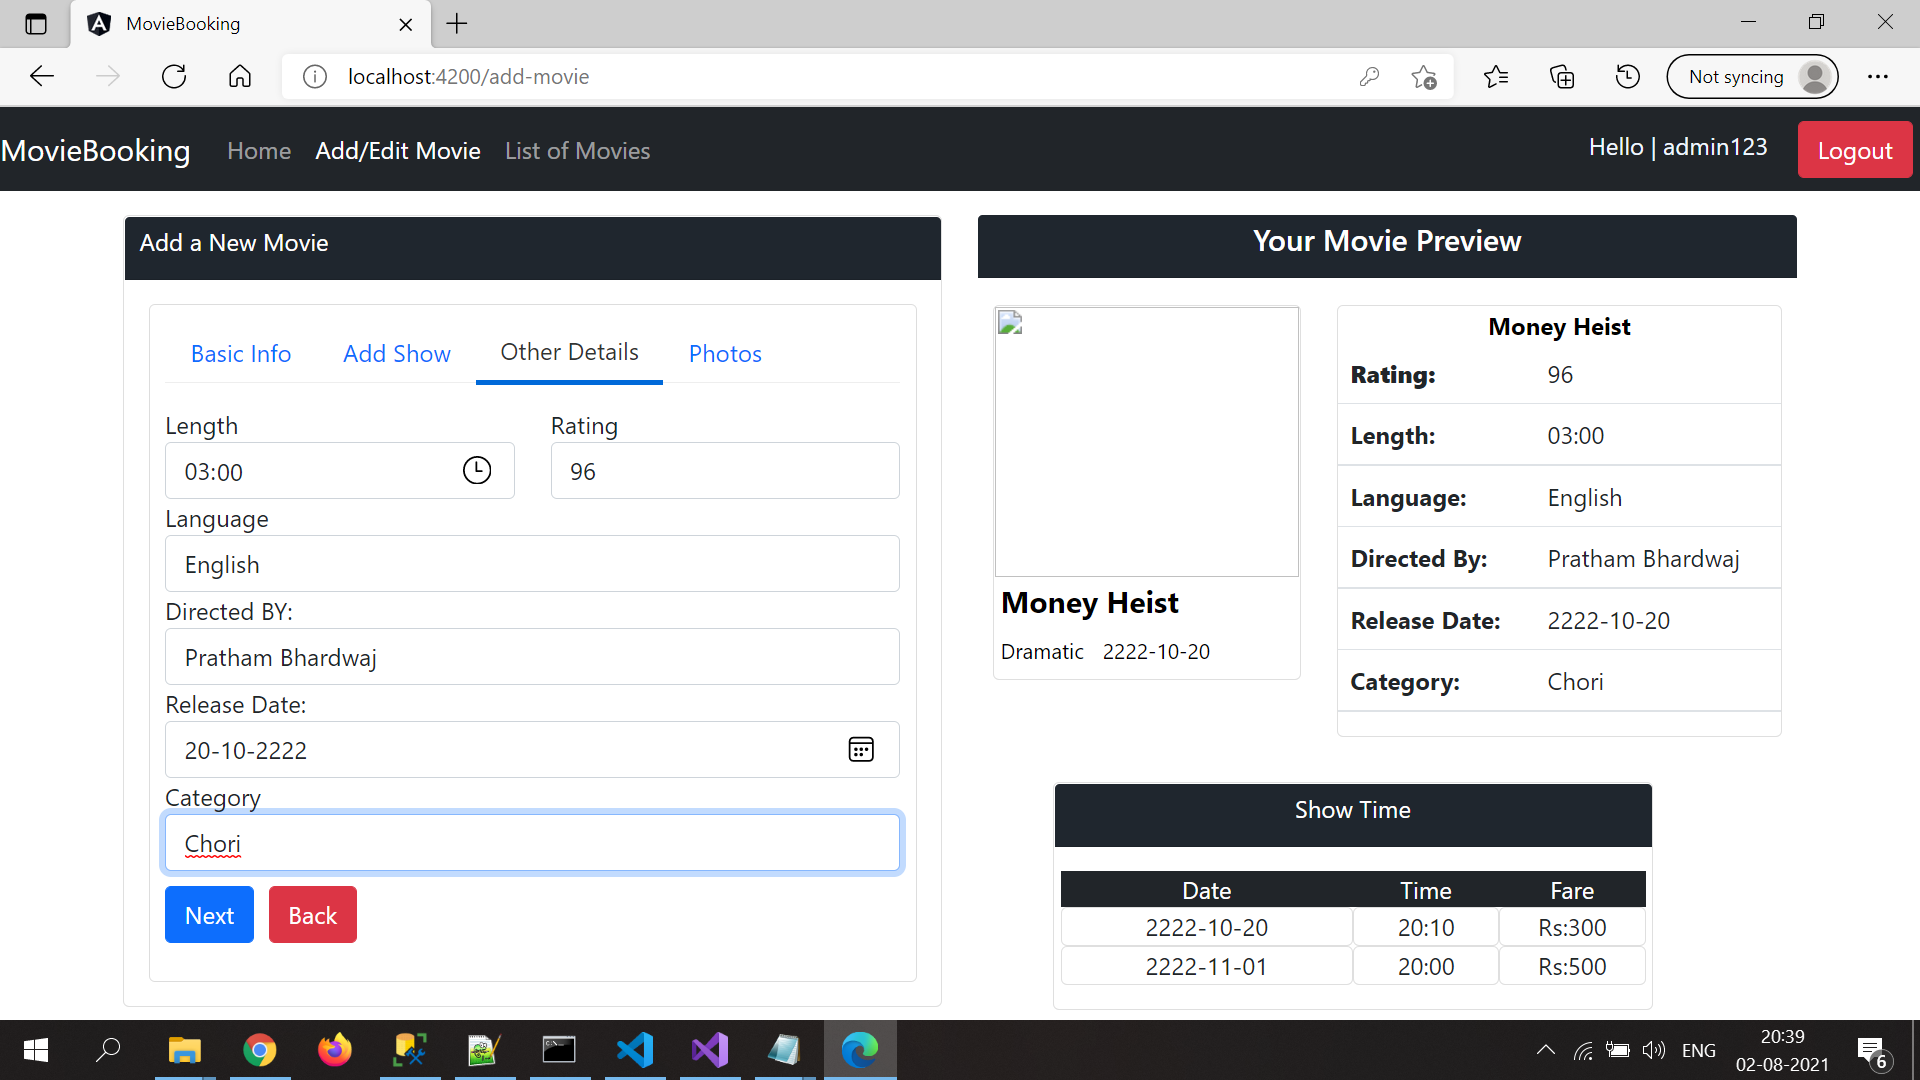 MovieBooking
localhost:4200/add-movie
Not syncing
MovieBooking Home Add/Edit Movie List of Movies Hello | admin123 Logout
Add a New Movie
Basic Info Add Show Other Details Photos
Length Rating
03:00 96
Language
English
Directed BY:
Pratham Bhardwaj
Release Date:
20-10-2222
Category
Chori
Next Back
Your Movie Preview
Money Heist
Dramatic 2222-10-20
Money Heist
Rating: 96
Length: 03:00
Language: English
Directed By: Pratham Bhardwaj
Release Date: 2222-10-20
Category: Chori
Show Time
Date Time Fare
2222-10-20 20:10 Rs:300
2222-11-01 20:00 Rs:500
ENG
20:39
02-08-2021
6